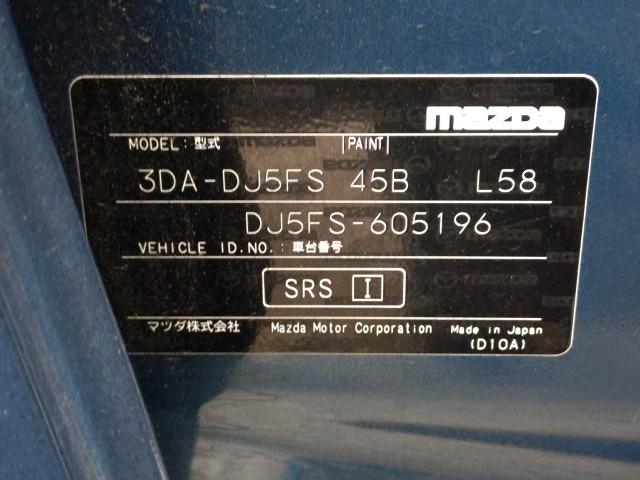 mazda
MODEL:型式 |PAINT|
3DA-DJ5FS 45B L58
DJ5FS-605196
VEHICLE ID.NO.:車台番号
SRS I
マツダ株式会社 Mazda Motor Corporation Made in Japan
(D10A)